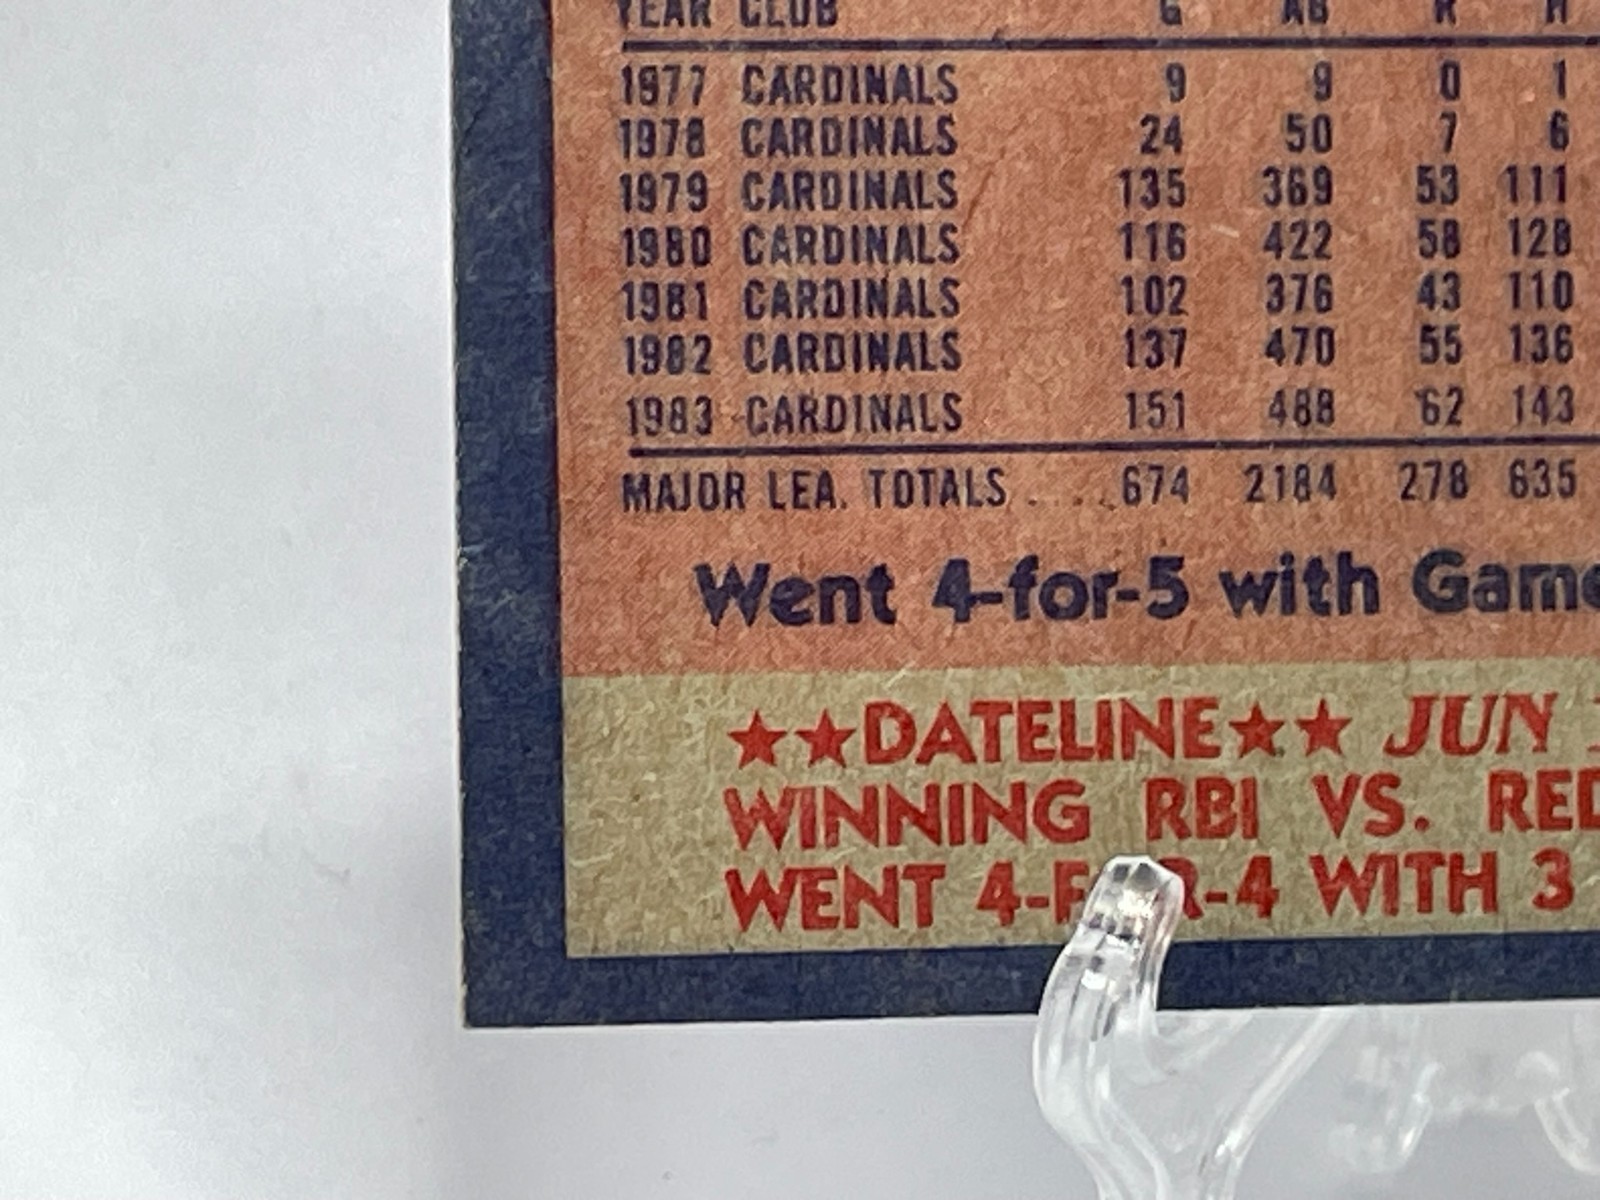 YEAR CLUB G AB R H
1977 CARDINALS 9 9 0 1
1978 CARDINALS 24 50 7 6
1979 CARDINALS 135 369 53 111
1980 CARDINALS 116 422 58 128
1981 CARDINALS 102 376 43 110
1982 CARDINALS 137 470 55 136
1983 CARDINALS 151 488 62 143
MAJOR LEA. TOTALS ..... 674 2184 278 635
Went 4-for-5 with Game
★★DATELINE★★ JUN
WINNING RBI VS. RED
WENT 4-FOR-4 WITH 3